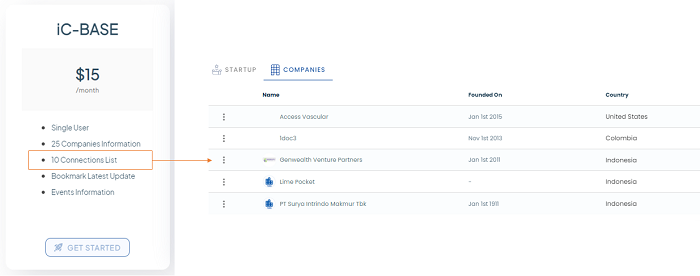 iC-BASE
$15
/month
Single User
25 Companies Information
10 Connections List
Bookmark Latest Update
Events Information
GET STARTED
STARTUP COMPANIES
Name Founded On Country
Access Vascular Jan 1st 2015 United States
1doc3 Nov 1st 2013 Colombia
Genwealth Venture Partners Jan 1st 2011 Indonesia
Lime Pocket - Indonesia
PT Surya Intrindo Makmur Tbk Jan 1st 1911 Indonesia